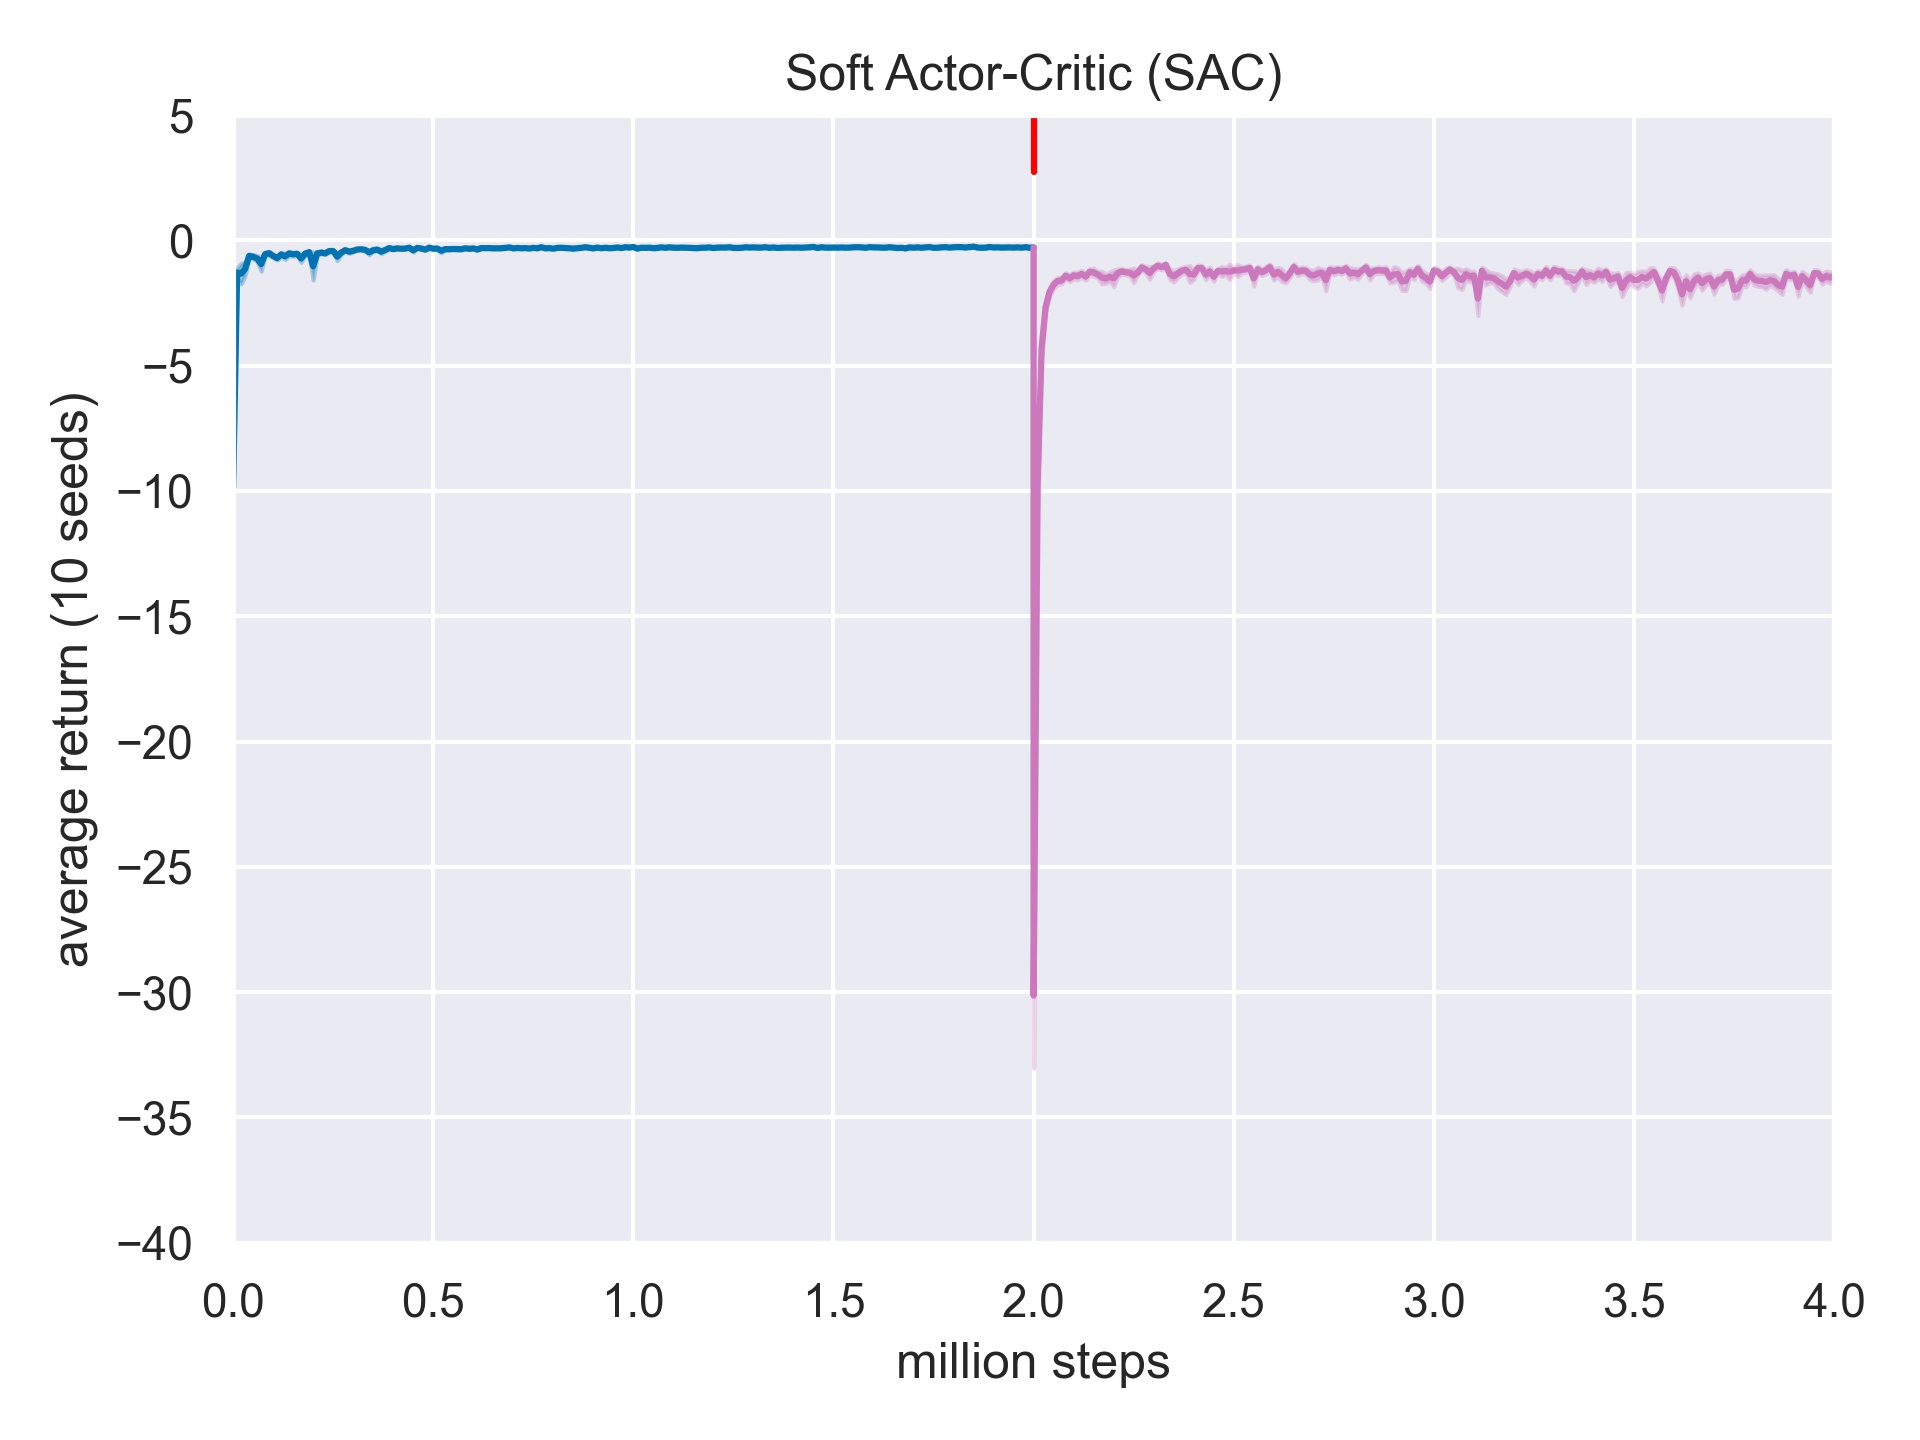 Soft Actor-Critic (SAC)
5
0
−5
−10
−15
−20
−25
−30
−35
−40
average return (10 seeds)
0.0 0.5 1.0 1.5 2.0 2.5 3.0 3.5 4.0
million steps